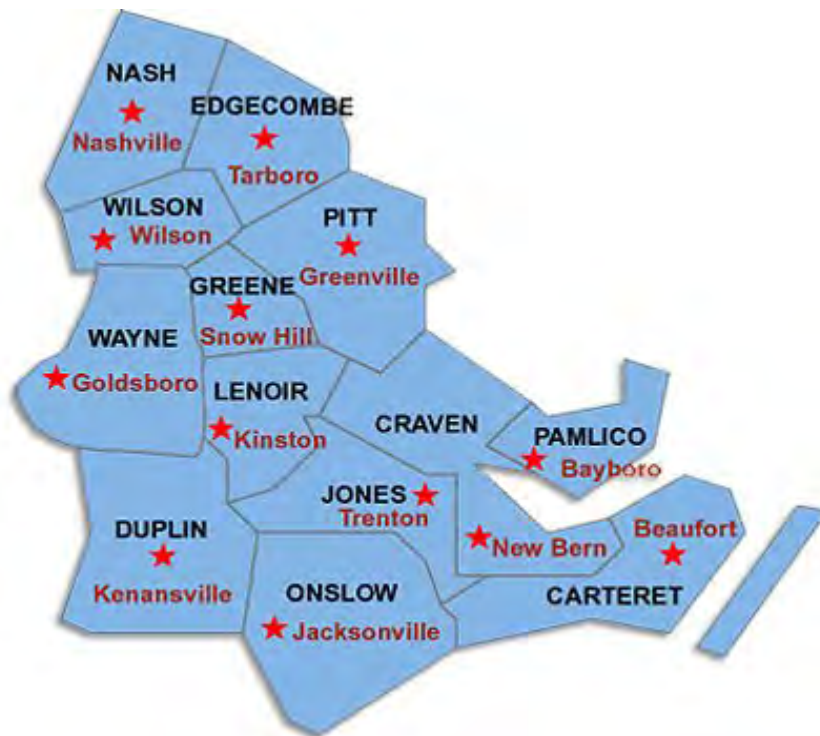 NASH
Nashville
EDGECOMBE
Tarboro
WILSON
Wilson
PITT
Greenville
GREENE
Snow Hill
WAYNE
Goldsboro
LENOIR
Kinston
CRAVEN
PAMLICO
Bayboro
JONES
Trenton
New Bern
Beaufort
CARTERET
DUPLIN
Kenansville
ONSLOW
Jacksonville